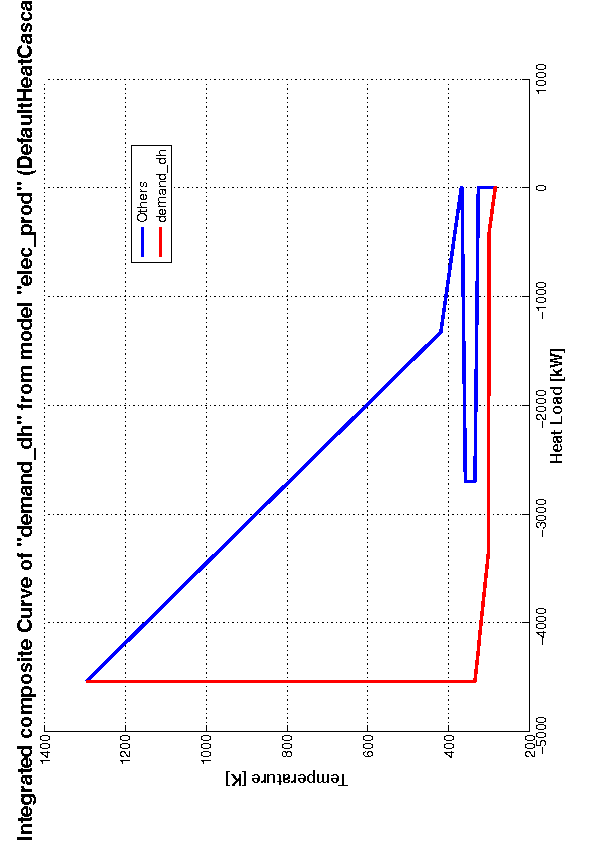 Integrated composite Curve of "demand_dh" from model "elec_prod" (DefaultHeatCasca
1400
1200
1000
800
600
400
200
Temperature [K]
-5000
-4000
-3000
-2000
-1000
0
1000
Heat Load [kW]
Others
demand_dh